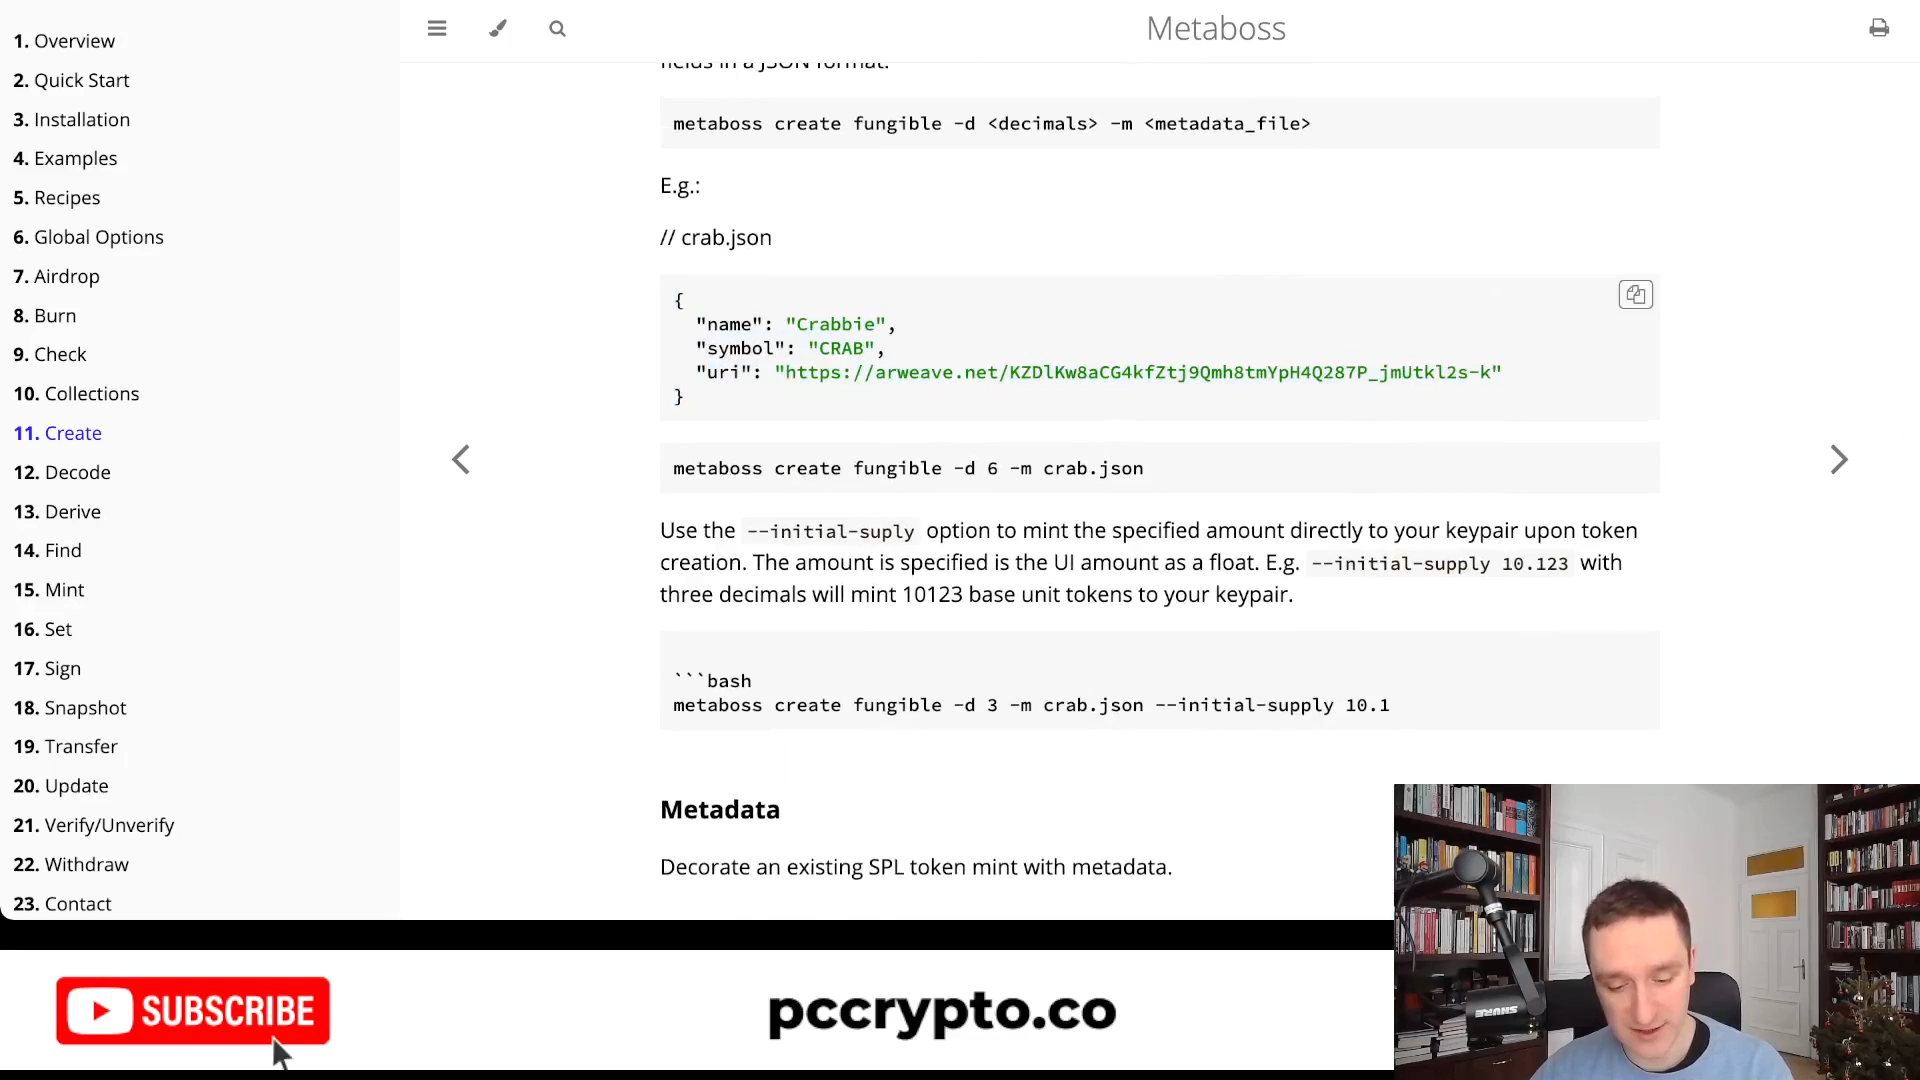 1. Overview
2. Quick Start
3. Installation
4. Examples
5. Recipes
6. Global Options
7. Airdrop
8. Burn
9. Check
10. Collections
11. Create
12. Decode
13. Derive
14. Find
15. Mint
16. Set
17. Sign
18. Snapshot
19. Transfer
20. Update
21. Verify/Unverify
22. Withdraw
23. Contact
Metaboss
fields in a JSON format.
metaboss create fungible -d <decimals> -m <metadata_file>
E.g.:
// crab.json
{
"name": "Crabbie",
"symbol": "CRAB",
"uri": "https://arweave.net/KZDlKw8aCG4kfZtj9Qmh8tmYpH4Q287P_jmUtkl2s-k"
}
metaboss create fungible -d 6 -m crab.json
Use the --initial-suply option to mint the specified amount directly to your keypair upon token
creation. The amount is specified is the UI amount as a float. E.g. --initial-supply 10.123 with
three decimals will mint 10123 base unit tokens to your keypair.
```bash
metaboss create fungible -d 3 -m crab.json --initial-supply 10.1
Metadata
Decorate an existing SPL token mint with metadata.
SUBSCRIBE
pccrypto.co
SHURE